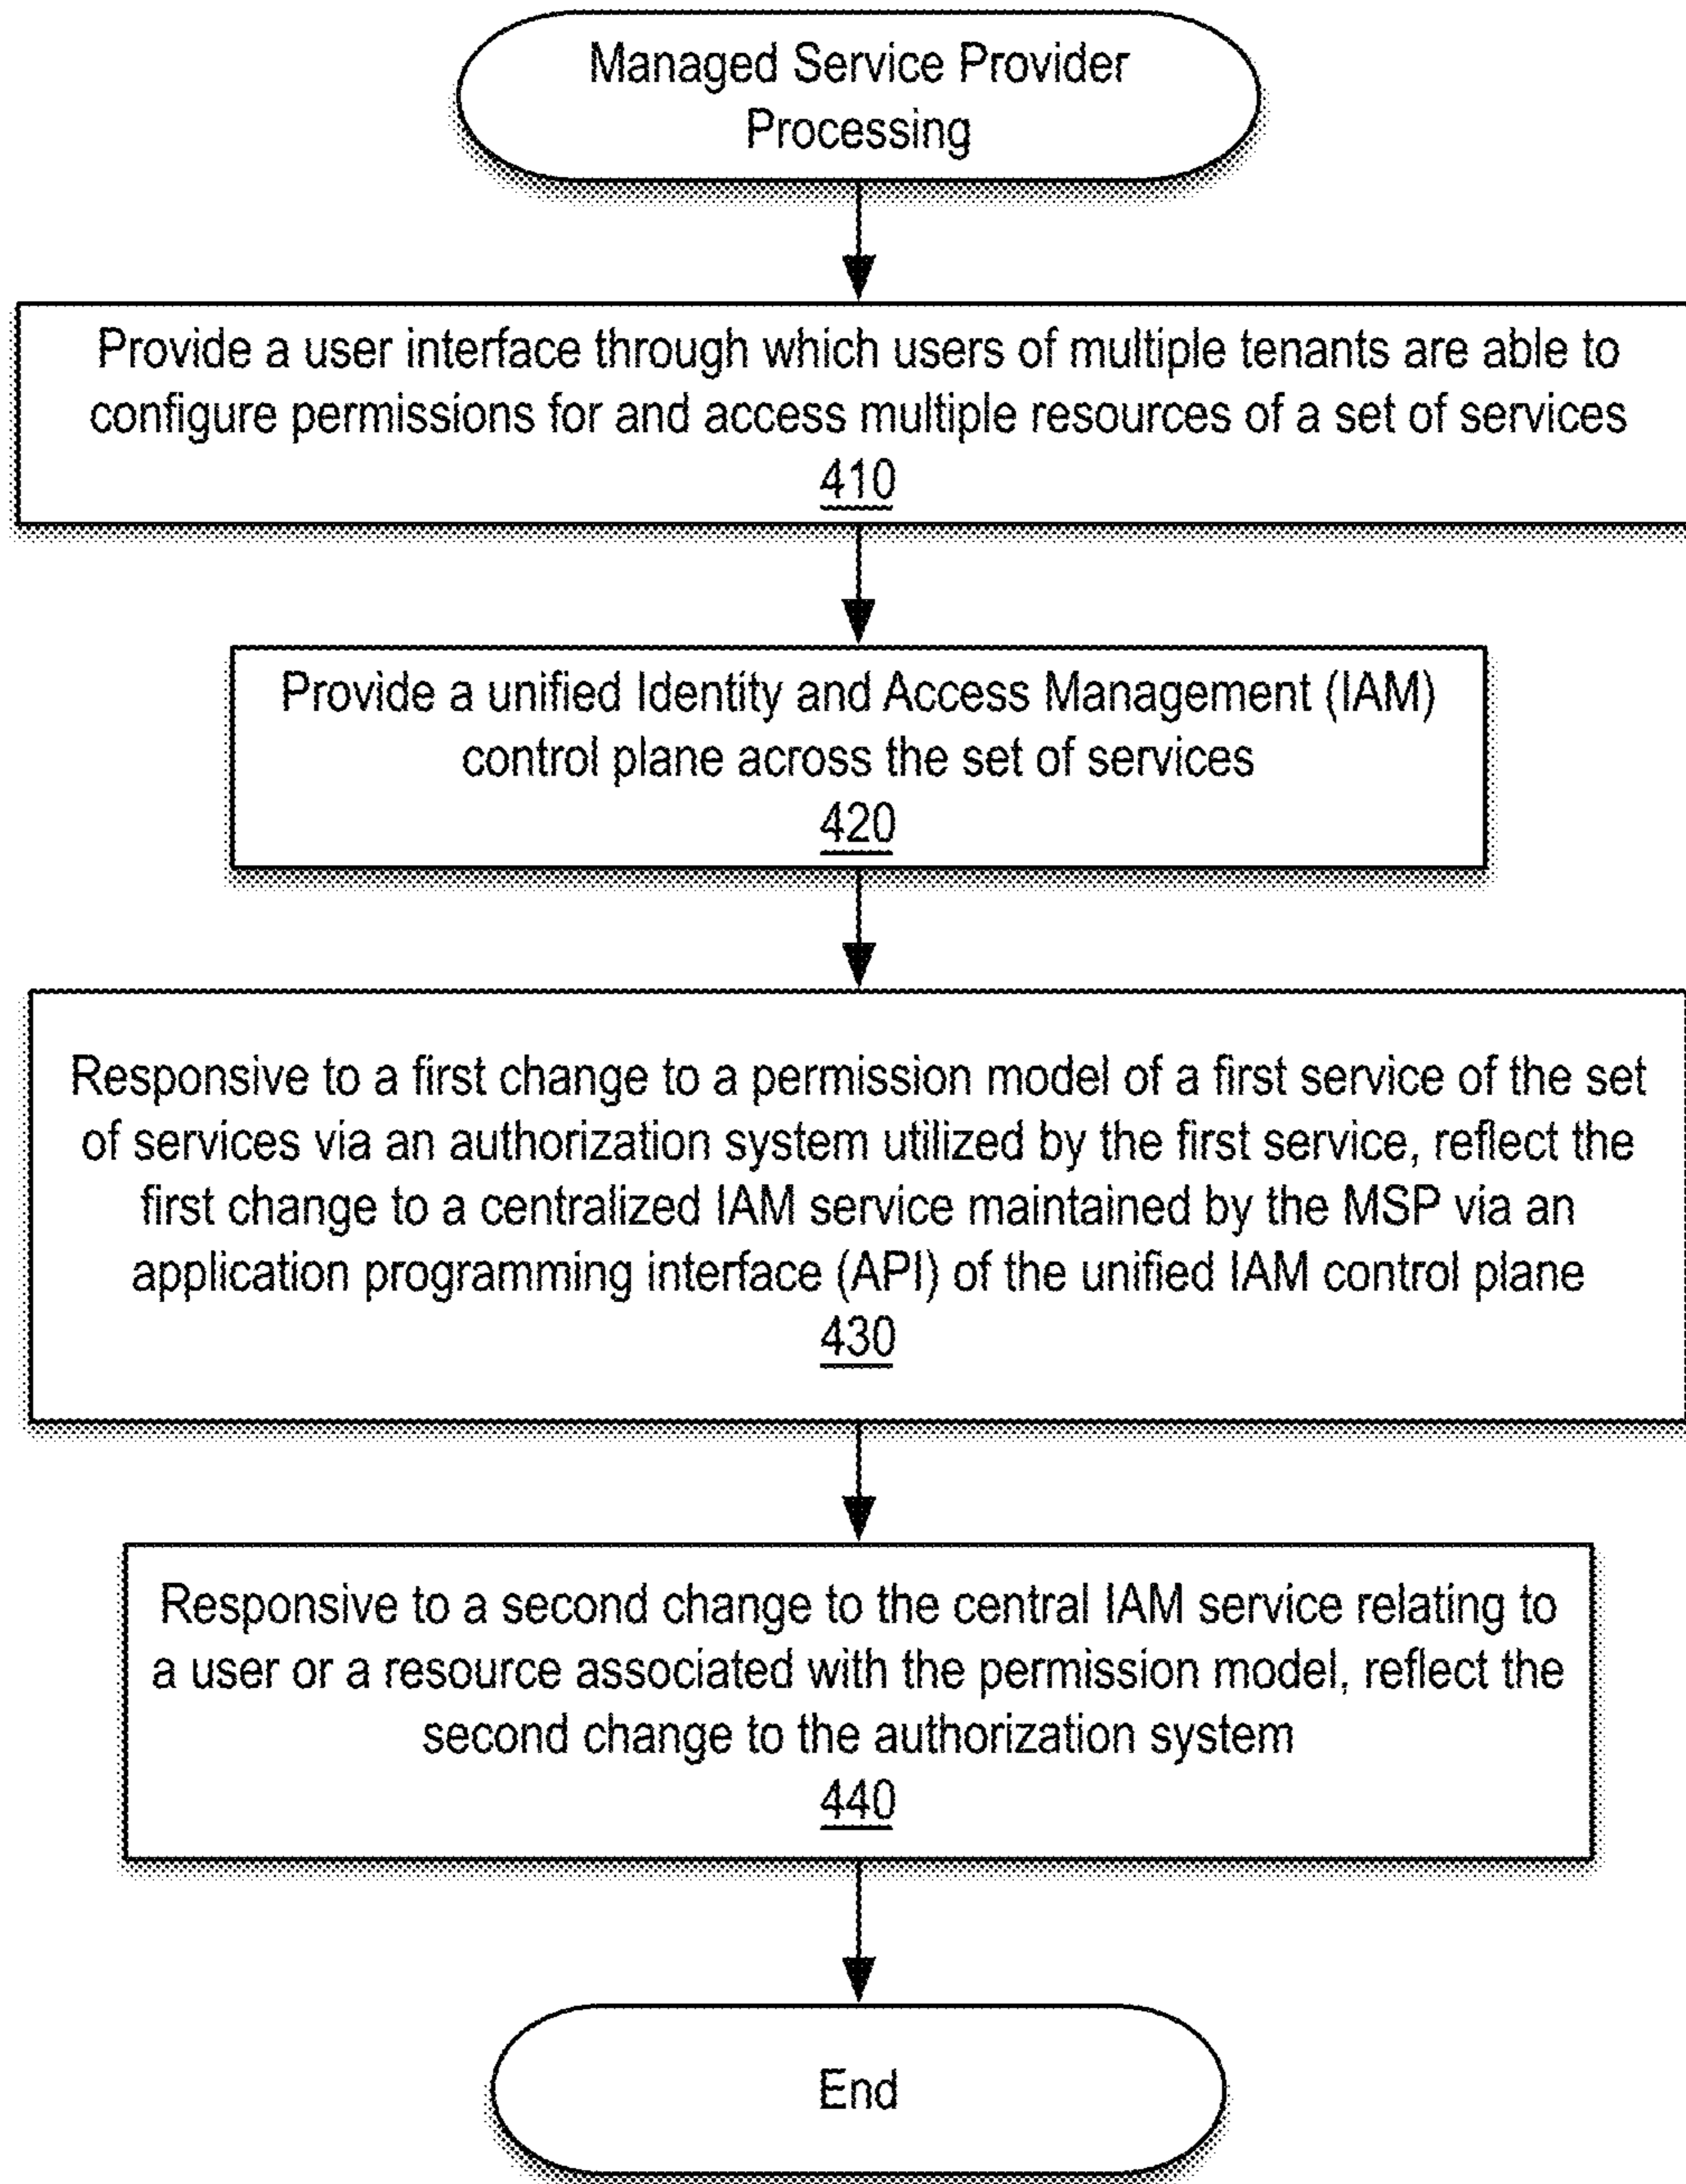 Managed Service Provider
Processing
Provide a user interface through which users of multiple tenants are able to
configure permissions for and access multiple resources of a set of services
410
Provide a unified Identity and Access Management (IAM)
control plane across the set of services
420
Responsive to a first change to a permission model of a first service of the set
of services via an authorization system utilized by the first service, reflect the
first change to a centralized IAM service maintained by the MSP via an
application programming interface (API) of the unified IAM control plane
430
Responsive to a second change to the central IAM service relating to
a user or a resource associated with the permission model, reflect the
second change to the authorization system
440
End